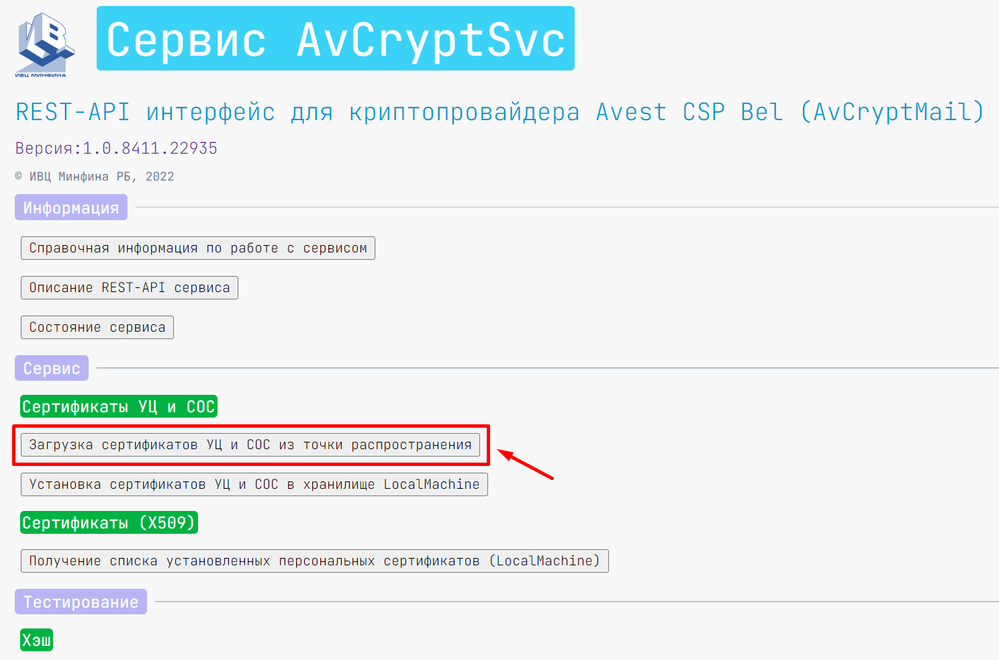 ИВЦ МИНФИНА
Сервис AvCryptSvc
REST-API интерфейс для криптопровайдера Avest CSP Bel (AvCryptMail)
Версия:1.0.8411.22935
© ИВЦ Минфина РБ, 2022
Информация
Справочная информация по работе с сервисом
Описание REST-API сервиса
Состояние сервиса
Сервис
Сертификаты УЦ и СОС
Загрузка сертификатов УЦ и СОС из точки распространения
Установка сертификатов УЦ и СОС в хранилище LocalMachine
Сертификаты (X509)
Получение списка установленных персональных сертификатов (LocalMachine)
Тестирование
Хэш